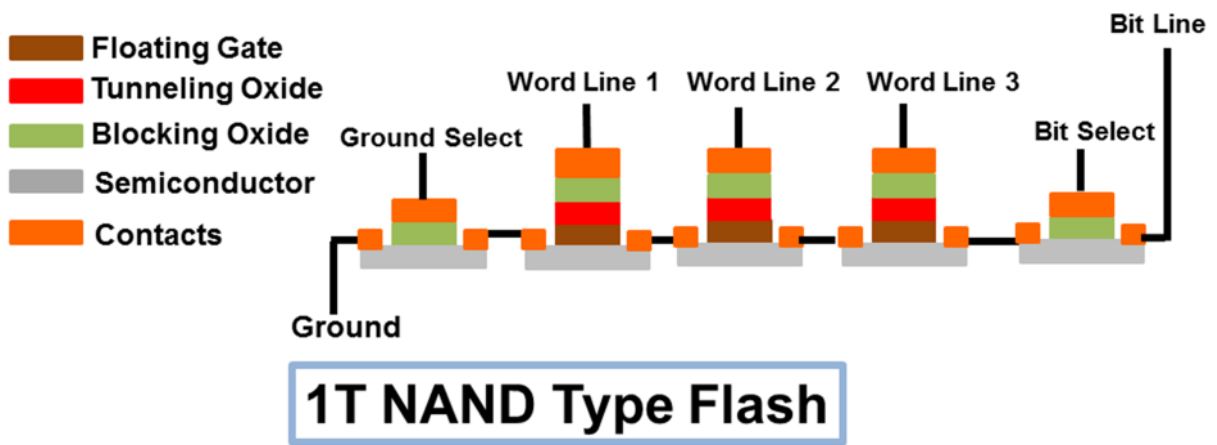 Floating Gate
Tunneling Oxide
Blocking Oxide
Semiconductor
Contacts
Ground Select
Word Line 1
Word Line 2
Word Line 3
Bit Select
Bit Line
Ground
1T NAND Type Flash